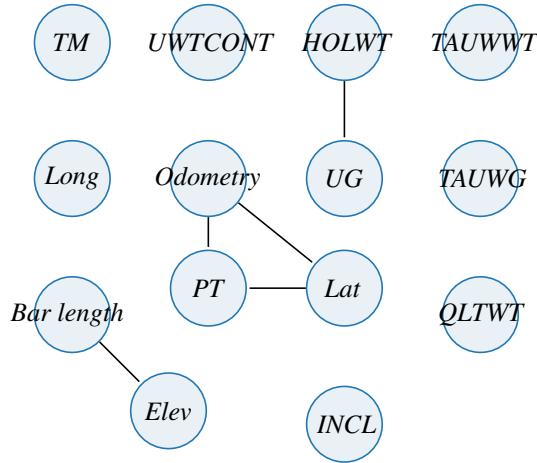 TM
UWTCONT
HOLWT
TAUWWT
Long
Odometry
UG
TAUWG
PT
Lat
Bar length
QLTWT
Elev
INCL